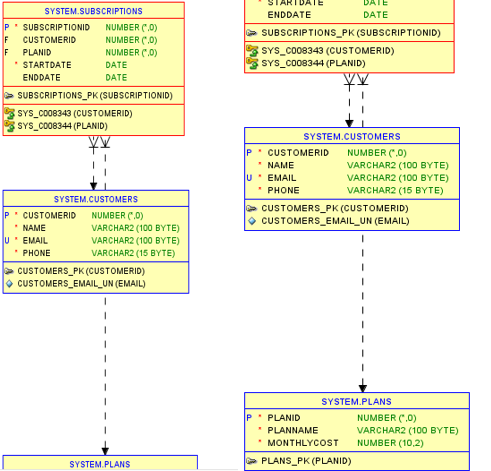 SYSTEM.SUBSCRIPTIONS
P * SUBSCRIPTIONID NUMBER (*,0)
F CUSTOMERID NUMBER (*,0)
F PLANID NUMBER (*,0)
* STARTDATE DATE
ENDDATE DATE
SUBSCRIPTIONS_PK (SUBSCRIPTIONID)
SYS_C008343 (CUSTOMERID)
SYS_C008344 (PLANID)
SYSTEM.CUSTOMERS
P * CUSTOMERID NUMBER (*,0)
* NAME VARCHAR2 (100 BYTE)
U * EMAIL VARCHAR2 (100 BYTE)
* PHONE VARCHAR2 (15 BYTE)
CUSTOMERS_PK (CUSTOMERID)
CUSTOMERS_EMAIL_UN (EMAIL)
SYSTEM.PLANS
* STARTDATE DATE
ENDDATE DATE
SUBSCRIPTIONS_PK (SUBSCRIPTIONID)
SYS_C008343 (CUSTOMERID)
SYS_C008344 (PLANID)
SYSTEM.CUSTOMERS
P * CUSTOMERID NUMBER (*,0)
* NAME VARCHAR2 (100 BYTE)
U * EMAIL VARCHAR2 (100 BYTE)
* PHONE VARCHAR2 (15 BYTE)
CUSTOMERS_PK (CUSTOMERID)
CUSTOMERS_EMAIL_UN (EMAIL)
SYSTEM.PLANS
P * PLANID NUMBER (*,0)
* PLANNAME VARCHAR2 (100 BYTE)
* MONTHLYCOST NUMBER (10,2)
PLANS_PK (PLANID)